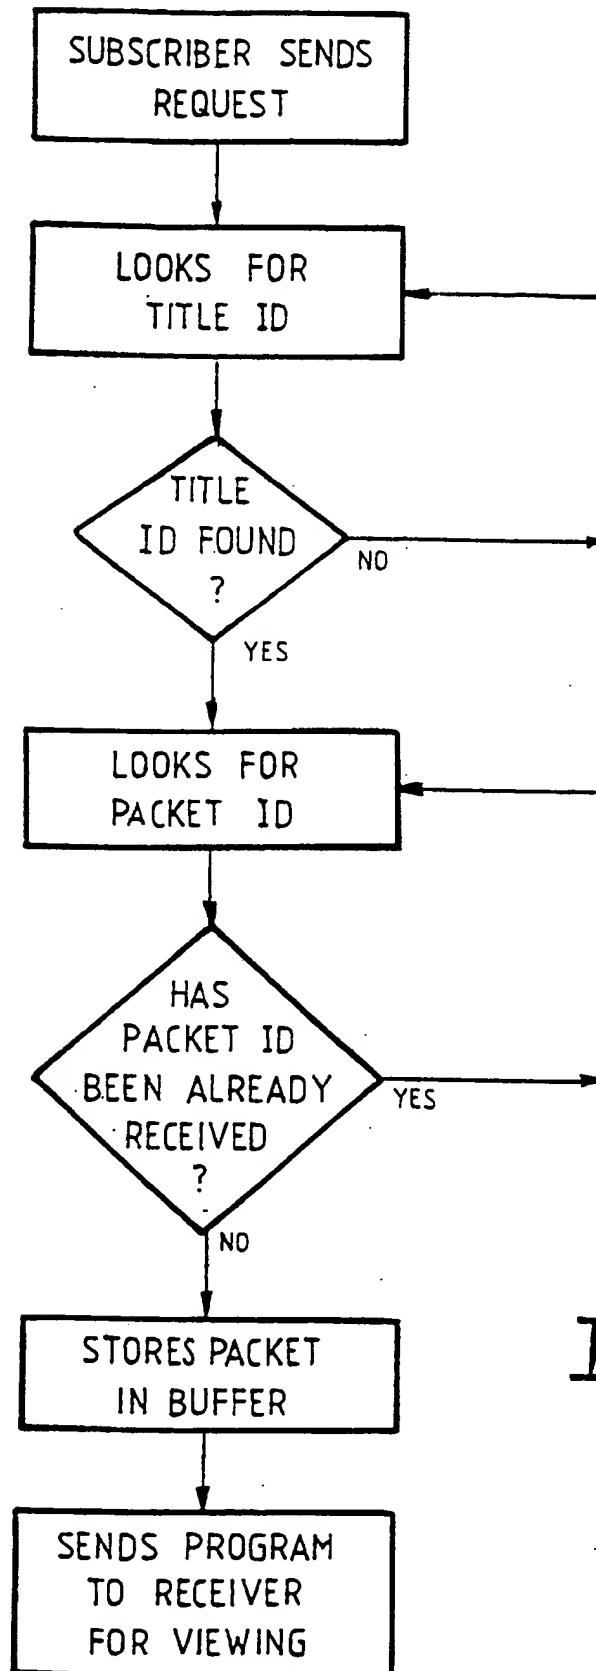 SUBSCRIBER SENDS
REQUEST
LOOKS FOR
TITLE ID
TITLE
ID FOUND
?
NO
YES
LOOKS FOR
PACKET ID
HAS
PACKET ID
BEEN ALREADY
RECEIVED
?
YES
NO
STORES PACKET
IN BUFFER
SENDS PROGRAM
TO RECEIVER
FOR VIEWING